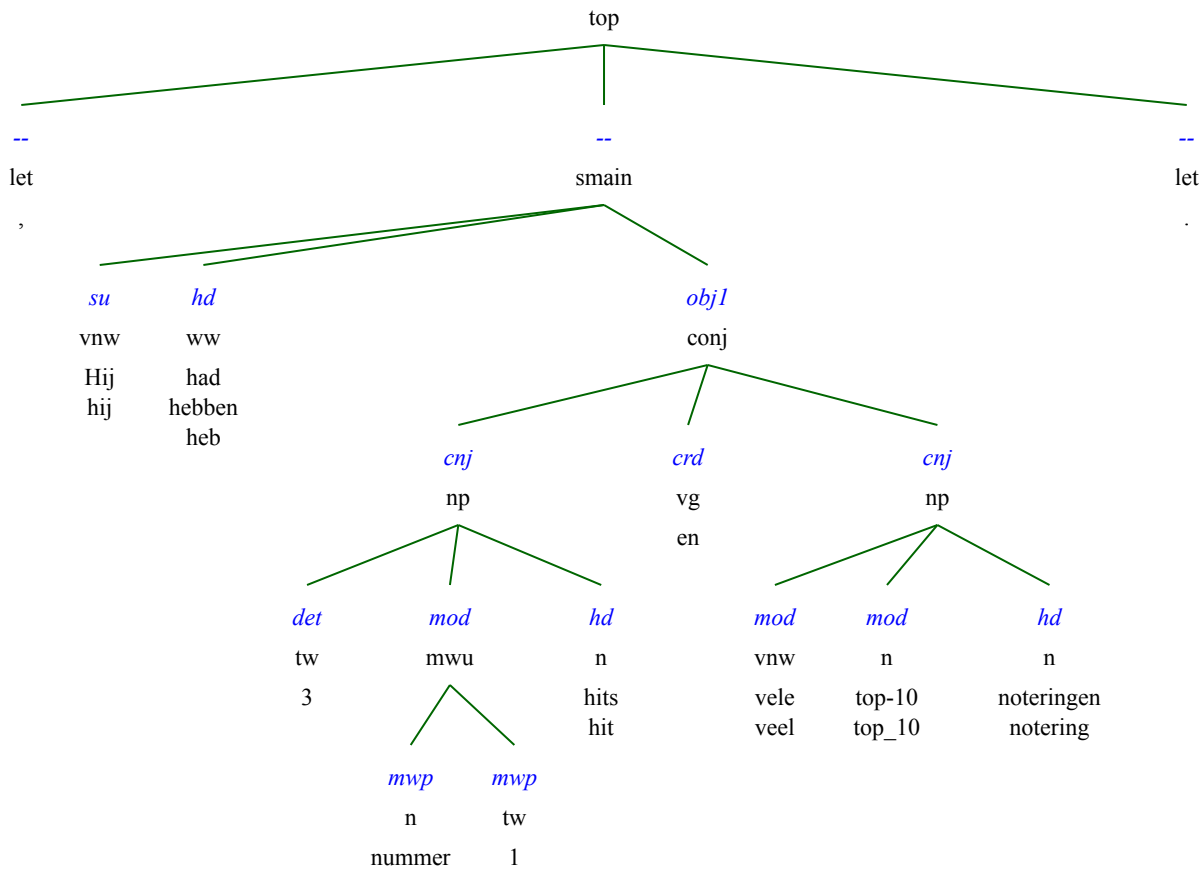 top
-- -- --
let smain let
, .
su hd obj1
vnw ww conj
Hij had
hij hebben
heb
cnj crd cnj
np vg np
en
det mod hd mod mod hd
tw mwu n vnw n n
3 hits vele top-10 noteringen
hit veel top_10 notering
mwp mwp
n tw
nummer 1